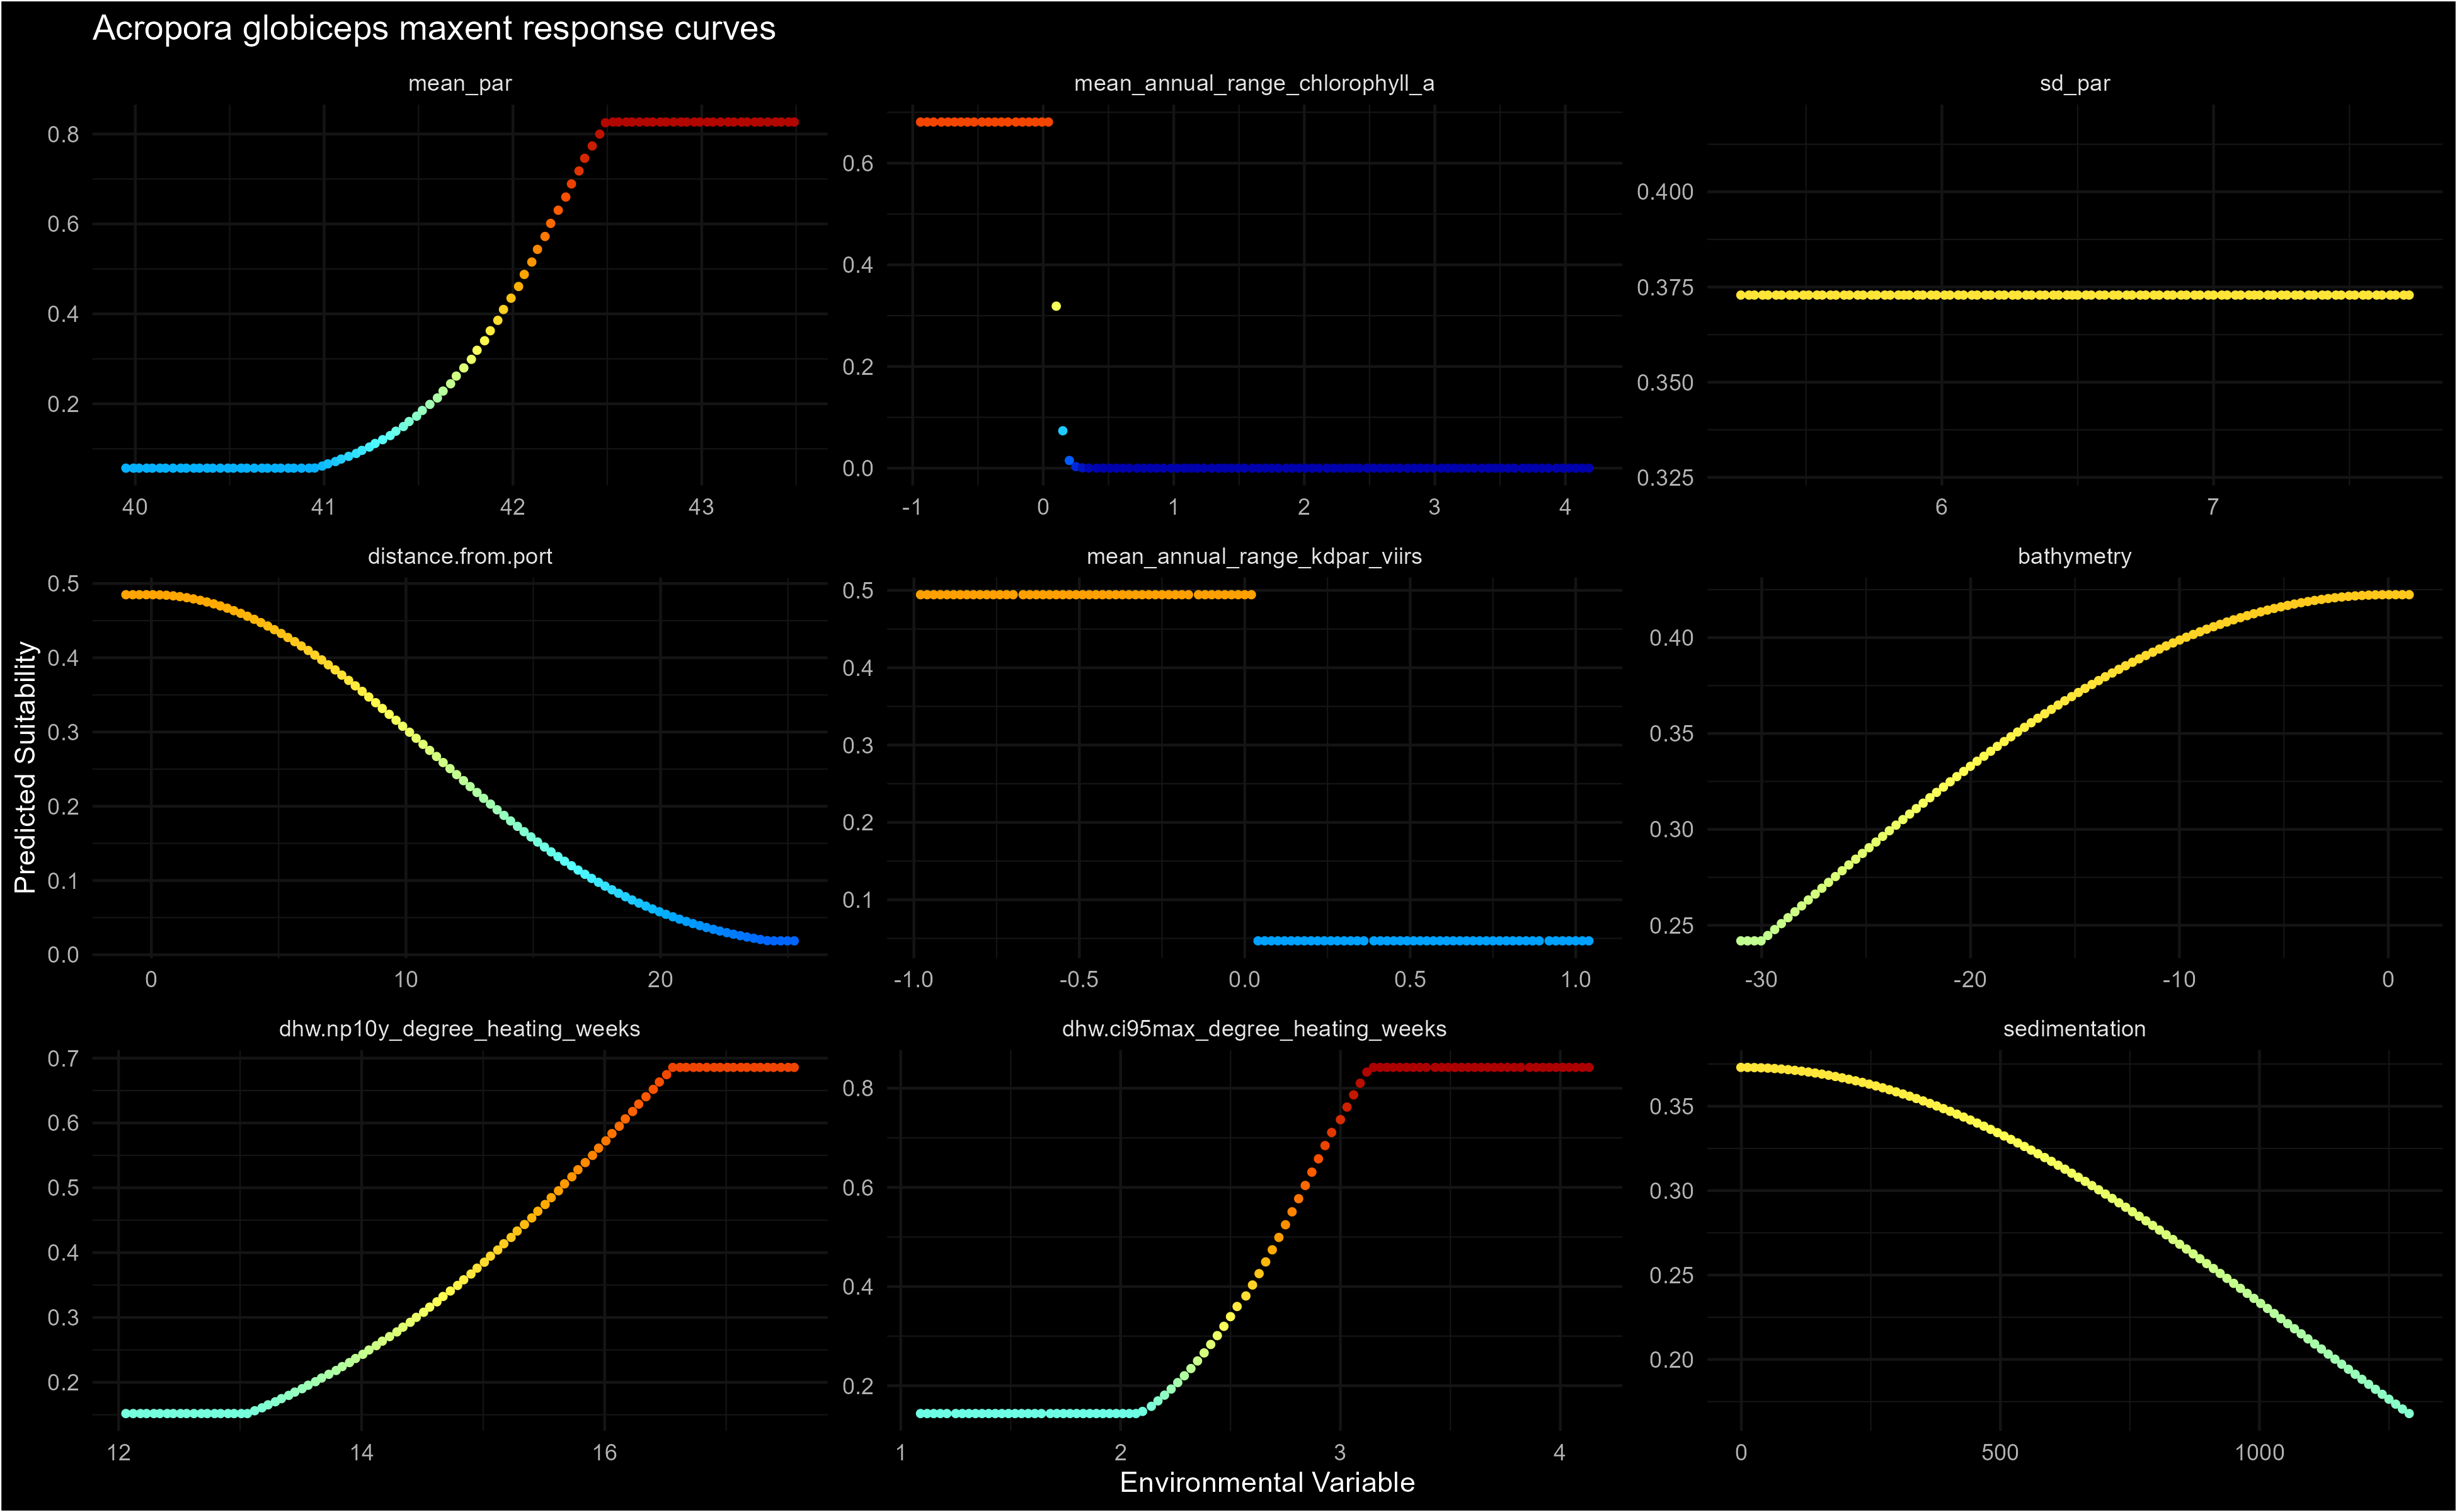 Acropora globiceps maxent response curves
mean_par
mean_annual_range_chlorophyll_a
sd_par
0.8
0.6
0.4
0.2
40 41 42 43
0.6
0.4
0.2
0.0
-1 0 1 2 3 4
0.400
0.375
0.350
0.325
6 7
distance.from.port
mean_annual_range_kdpar_viirs
bathymetry
Predicted Suitability
0.5
0.4
0.3
0.2
0.1
0.0
0 10 20
0.5
0.4
0.3
0.2
0.1
-1.0 -0.5 0.0 0.5 1.0
0.40
0.35
0.30
0.25
-30 -20 -10 0
dhw.np10y_degree_heating_weeks
dhw.ci95max_degree_heating_weeks
sedimentation
0.7
0.6
0.5
0.4
0.3
0.2
12 14 16
0.8
0.6
0.4
0.2
1 2 3 4
0.35
0.30
0.25
0.20
0 500 1000
Environmental Variable